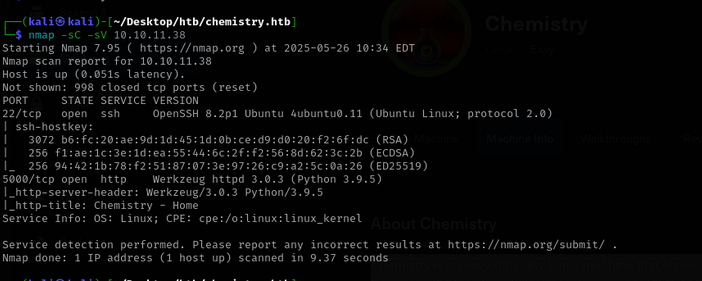 ┌──(kali㉿kali)-[~/Desktop/htb/chemistry.htb]
└─$ nmap -sC -sV 10.10.11.38
Starting Nmap 7.95 ( https://nmap.org ) at 2025-05-26 10:34 EDT
Nmap scan report for 10.10.11.38
Host is up (0.051s latency).
Not shown: 998 closed tcp ports (reset)
PORT     STATE SERVICE VERSION
22/tcp   open  ssh     OpenSSH 8.2p1 Ubuntu 4ubuntu0.11 (Ubuntu Linux; protocol 2.0)
| ssh-hostkey:
|   3072 b6:fc:20:ae:9d:1d:45:1d:0b:ce:d9:d0:20:f2:6f:dc (RSA)
|   256 f1:ae:1c:3e:1d:ea:55:44:6c:2f:f2:56:8d:62:3c:2b (ECDSA)
|_  256 94:42:1b:78:f2:51:87:07:3e:97:26:c9:a2:5c:0a:26 (ED25519)
5000/tcp open  http    Werkzeug httpd 3.0.3 (Python 3.9.5)
|_http-server-header: Werkzeug/3.0.3 Python/3.9.5
|_http-title: Chemistry - Home
Service Info: OS: Linux; CPE: cpe:/o:linux:linux_kernel
Service detection performed. Please report any incorrect results at https://nmap.org/submit/ .
Nmap done: 1 IP address (1 host up) scanned in 9.37 seconds
Chemistry
Machine Info
About Chemistry